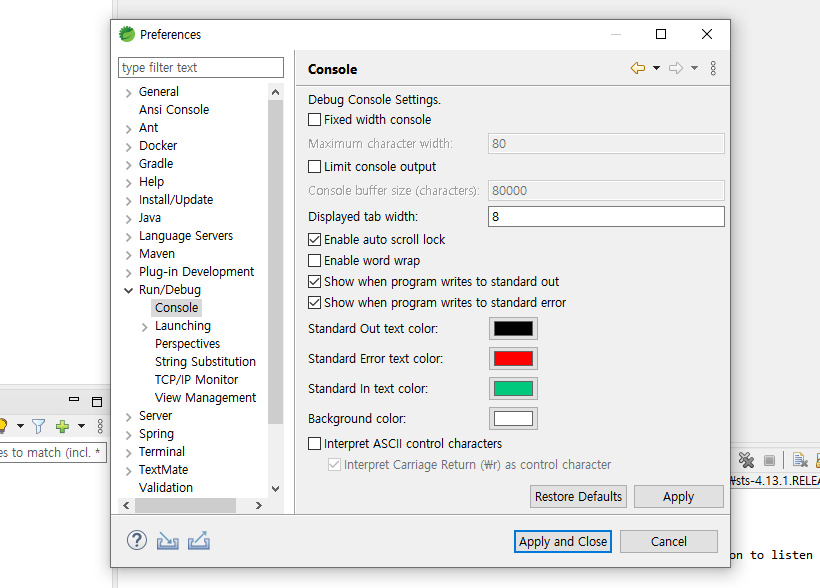 Preferences
type filter text
General
Ansi Console
Ant
Docker
Gradle
Help
Install/Update
Java
Language Servers
Maven
Plug-in Development
Run/Debug
Console
Launching
Perspectives
String Substitution
TCP/IP Monitor
View Management
Server
Spring
Terminal
TextMate
Validation
Console
Debug Console Settings.
Fixed width console
Maximum character width: 80
Limit console output
Console buffer size (characters): 80000
Displayed tab width: 8
Enable auto scroll lock
Enable word wrap
Show when program writes to standard out
Show when program writes to standard error
Standard Out text color:
Standard Error text color:
Standard In text color:
Background color:
Interpret ASCII control characters
Interpret Carriage Return (₩r) as control character
Restore Defaults Apply
Apply and Close Cancel
es to match (incl. *
₩sts-4.13.1.RELEA
on to listen